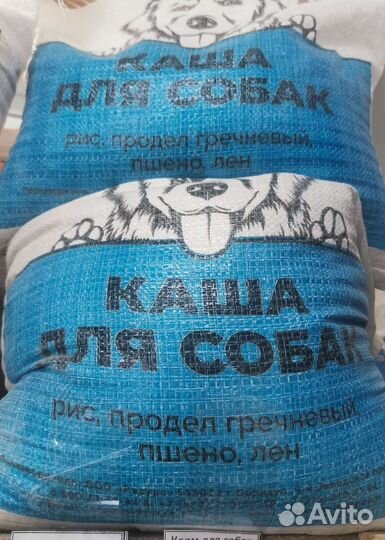 КАША
ДЛЯ СОБАК
рис, продел гречневый,
пшено, лен
КАША
ДЛЯ СОБАК
рис, продел гречневый,
пшено, лен
Avito